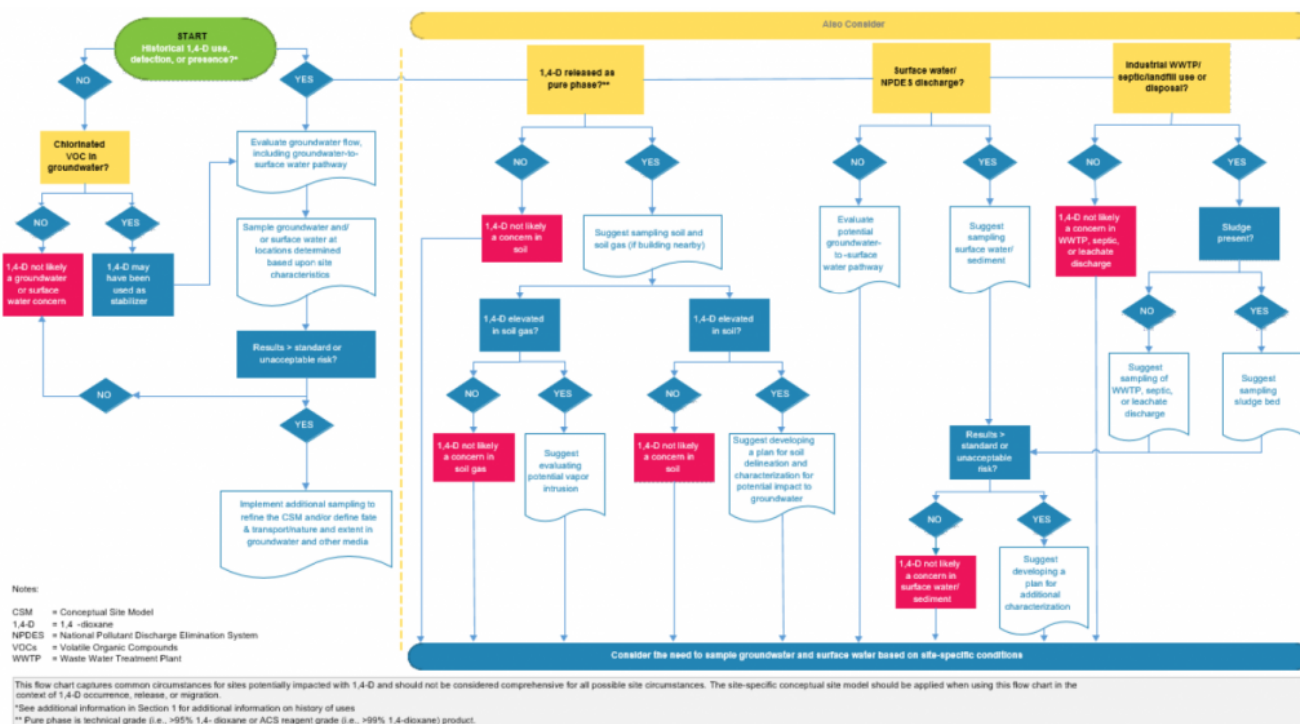 START
Historical 1,4-D use,
detection, or presence?*
NO
YES
Chlorinated
VOC in
groundwater?
NO
YES
1,4-D not likely
a groundwater
or surface
water concern
1,4-D may
have been
used as
stabilizer
Evaluate groundwater flow,
including groundwater-to-
surface water pathway
Sample groundwater and/
or surface water at
locations determined
based upon site
characteristics
Results > standard or
unacceptable risk?
NO
YES
Implement additional sampling to
refine the CSM and/or define fate
& transport/nature and extent in
groundwater and other media
Also Consider
1,4-D released as
pure phase?**
NO
YES
1,4-D not likely
a concern in
soil
Suggest sampling soil and
soil gas (if building nearby)
1,4-D elevated
in soil gas?
NO
YES
1,4-D not likely
a concern in
soil gas
Suggest
evaluating
potential vapor
intrusion
1,4-D elevated
in soil?
NO
YES
1,4-D not likely
a concern in
soil
Suggest developing
a plan for soil
delineation and
characterization for
potential impact to
groundwater
Surface water/
NPDES discharge?
NO
YES
Evaluate
potential
groundwater-
to-surface
water pathway
Suggest
sampling
surface water/
sediment
Results >
standard or
unacceptable
risk?
NO
YES
1,4-D not likely
a concern in
surface water/
sediment
Suggest
developing a
plan for
additional
characterization
Industrial WWTP/
septic/landfill use or
disposal?
NO
YES
1,4-D not likely
a concern in
WWTP, septic,
or leachate
discharge
Sludge
present?
NO
YES
Suggest
sampling of
WWTP, septic,
or leachate
discharge
Suggest
sampling
sludge bed
Consider the need to sample groundwater and surface water based on site-specific conditions
Notes:
CSM = Conceptual Site Model
1,4-D = 1,4 -dioxane
NPDES = National Pollutant Discharge Elimination System
VOCs = Volatile Organic Compounds
WWTP = Waste Water Treatment Plant
This flow chart captures common circumstances for sites potentially impacted with 1,4-D and should not be considered comprehensive for all possible site circumstances. The site-specific conceptual site model should be applied when using this flow chart in the
context of 1,4-D occurrence, release, or migration.
*See additional information in Section 1 for additional information on history of uses
** Pure phase is technical grade (i.e., >95% 1,4- dioxane or ACS reagent grade (i.e., >99% 1,4-dioxane) product.